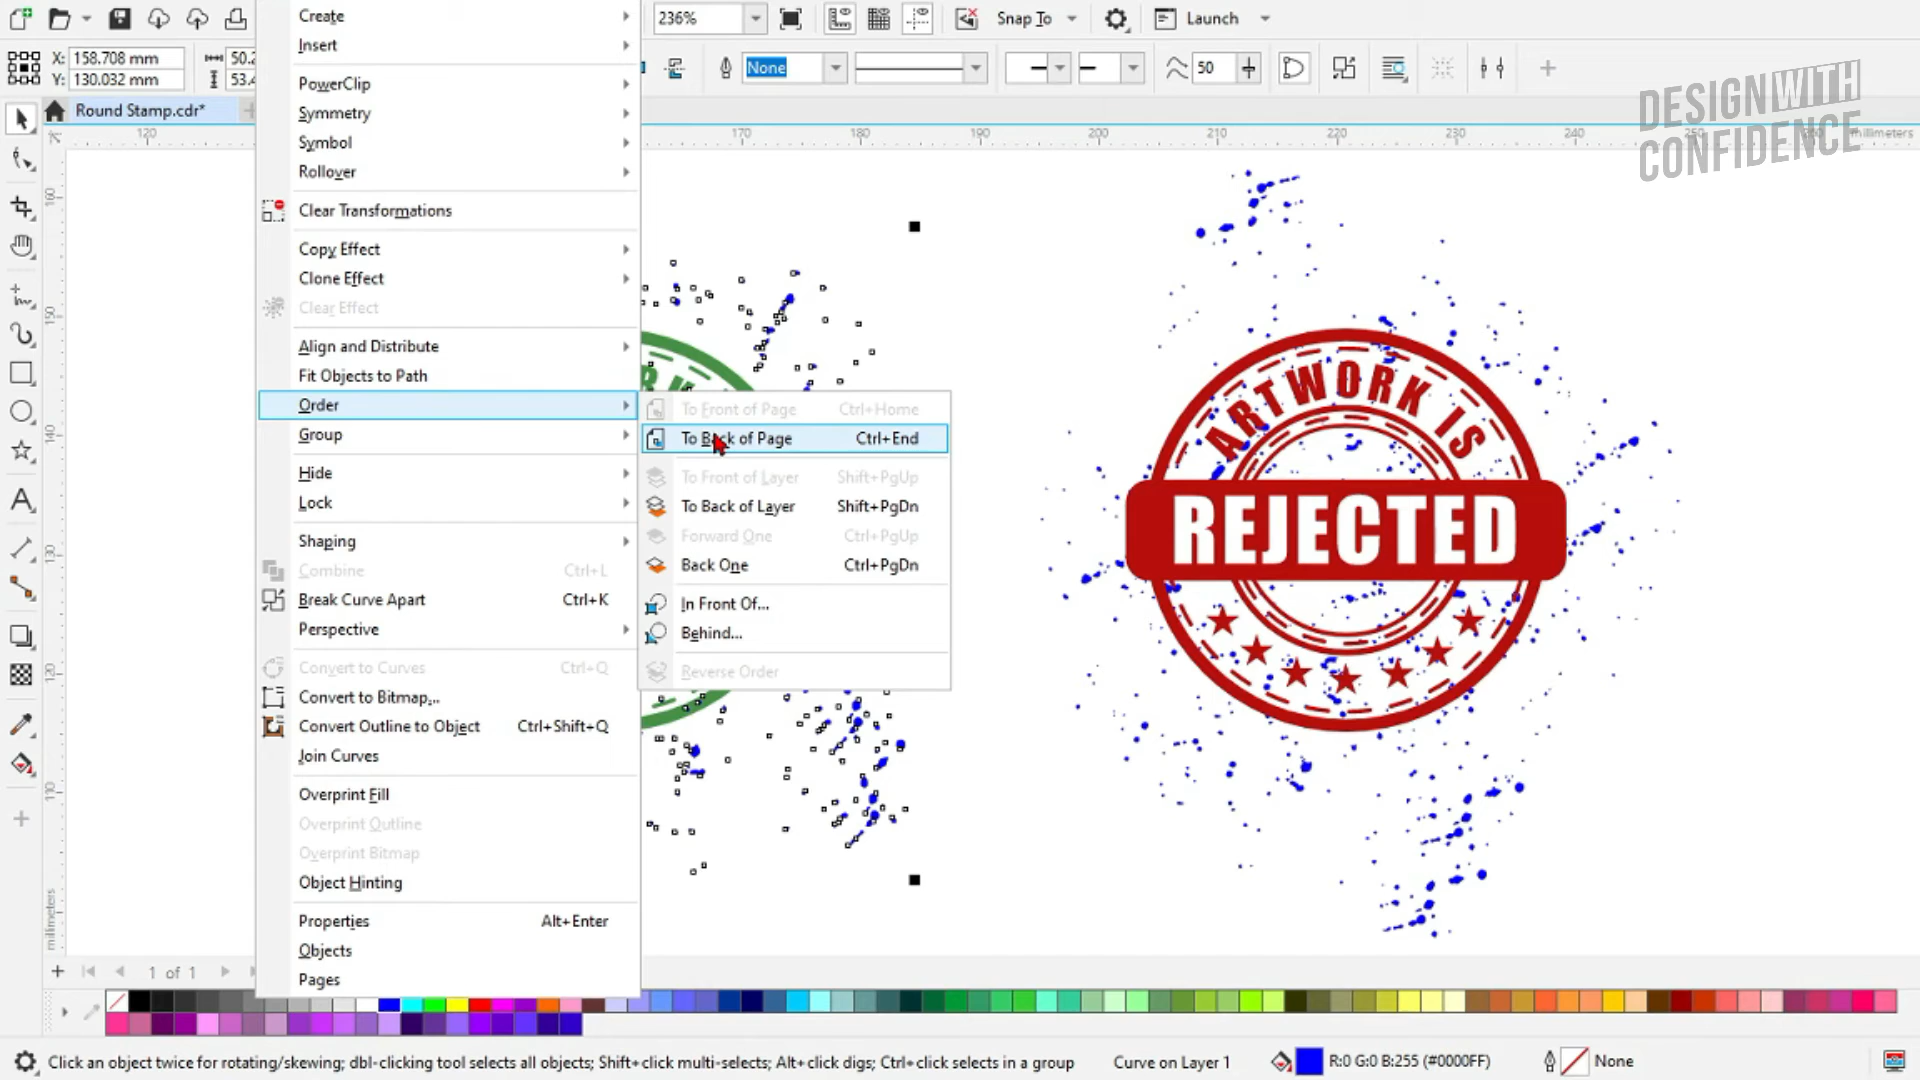 236%
Snap To
Launch
X: 158.708 mm
Y: 130.032 mm
50.2
53.4
None
50
Round Stamp.cdr*
DESIGN WITH
CONFIDENCE
120
170
180
190
200
210
220
230
240
250
260
millimeters
160
150
140
130
120
110
millimeters
Create
Insert
PowerClip
Symmetry
Symbol
Rollover
Clear Transformations
Copy Effect
Clone Effect
Clear Effect
Align and Distribute
Fit Objects to Path
Order
Group
Hide
Lock
Shaping
Combine Ctrl+L
Break Curve Apart Ctrl+K
Perspective
Convert to Curves Ctrl+Q
Convert to Bitmap...
Convert Outline to Object Ctrl+Shift+Q
Join Curves
Overprint Fill
Overprint Outline
Overprint Bitmap
Object Hinting
Properties Alt+Enter
Objects
Pages
To Front of Page Ctrl+Home
To Back of Page Ctrl+End
To Front of Layer Shift+PgUp
To Back of Layer Shift+PgDn
Forward One Ctrl+PgUp
Back One Ctrl+PgDn
In Front Of...
Behind...
Reverse Order
ARTWORK IS
REJECTED
1 of 1
Click an object twice for rotating/skewing; dbl-clicking tool selects all objects; Shift+click multi-selects; Alt+click digs; Ctrl+click selects in a group
Curve on Layer 1
R:0 G:0 B:255 (#0000FF)
None